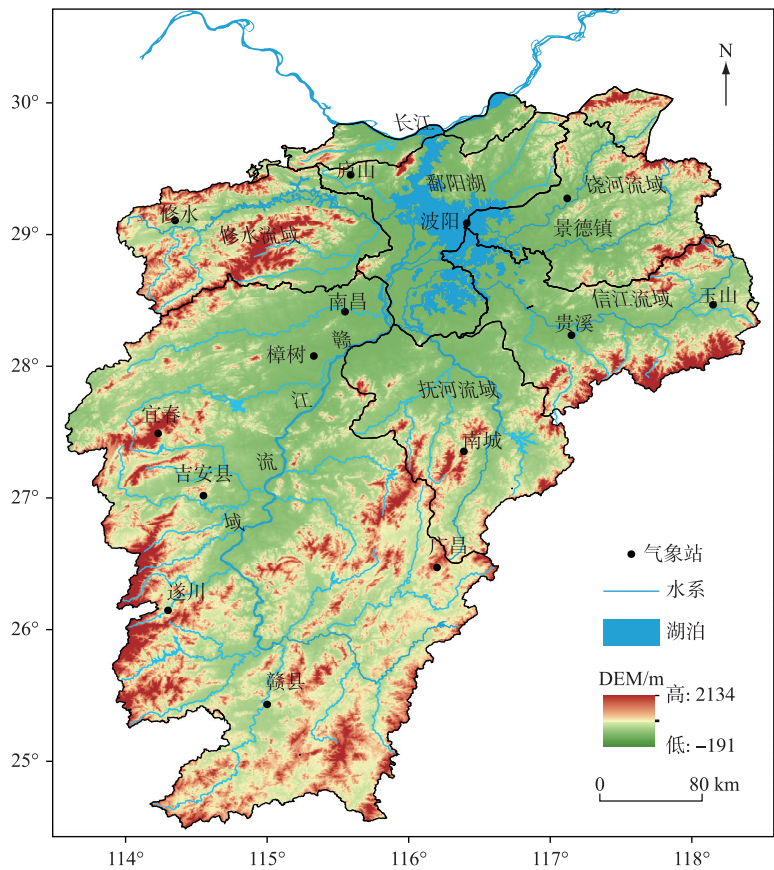 N
30°
29°
28°
27°
26°
25°
长江
庐山
鄱阳湖
饶河流域
修水
波阳
景德镇
修水流域
信江流域
玉山
南昌
贵溪
赣
樟树
抚河流域
江
宜春
南城
流
吉安县
域
广昌
遂川
赣县
气象站
水系
湖泊
DEM/m
高: 2134
低: −191
0 80 km
114° 115° 116° 117° 118°